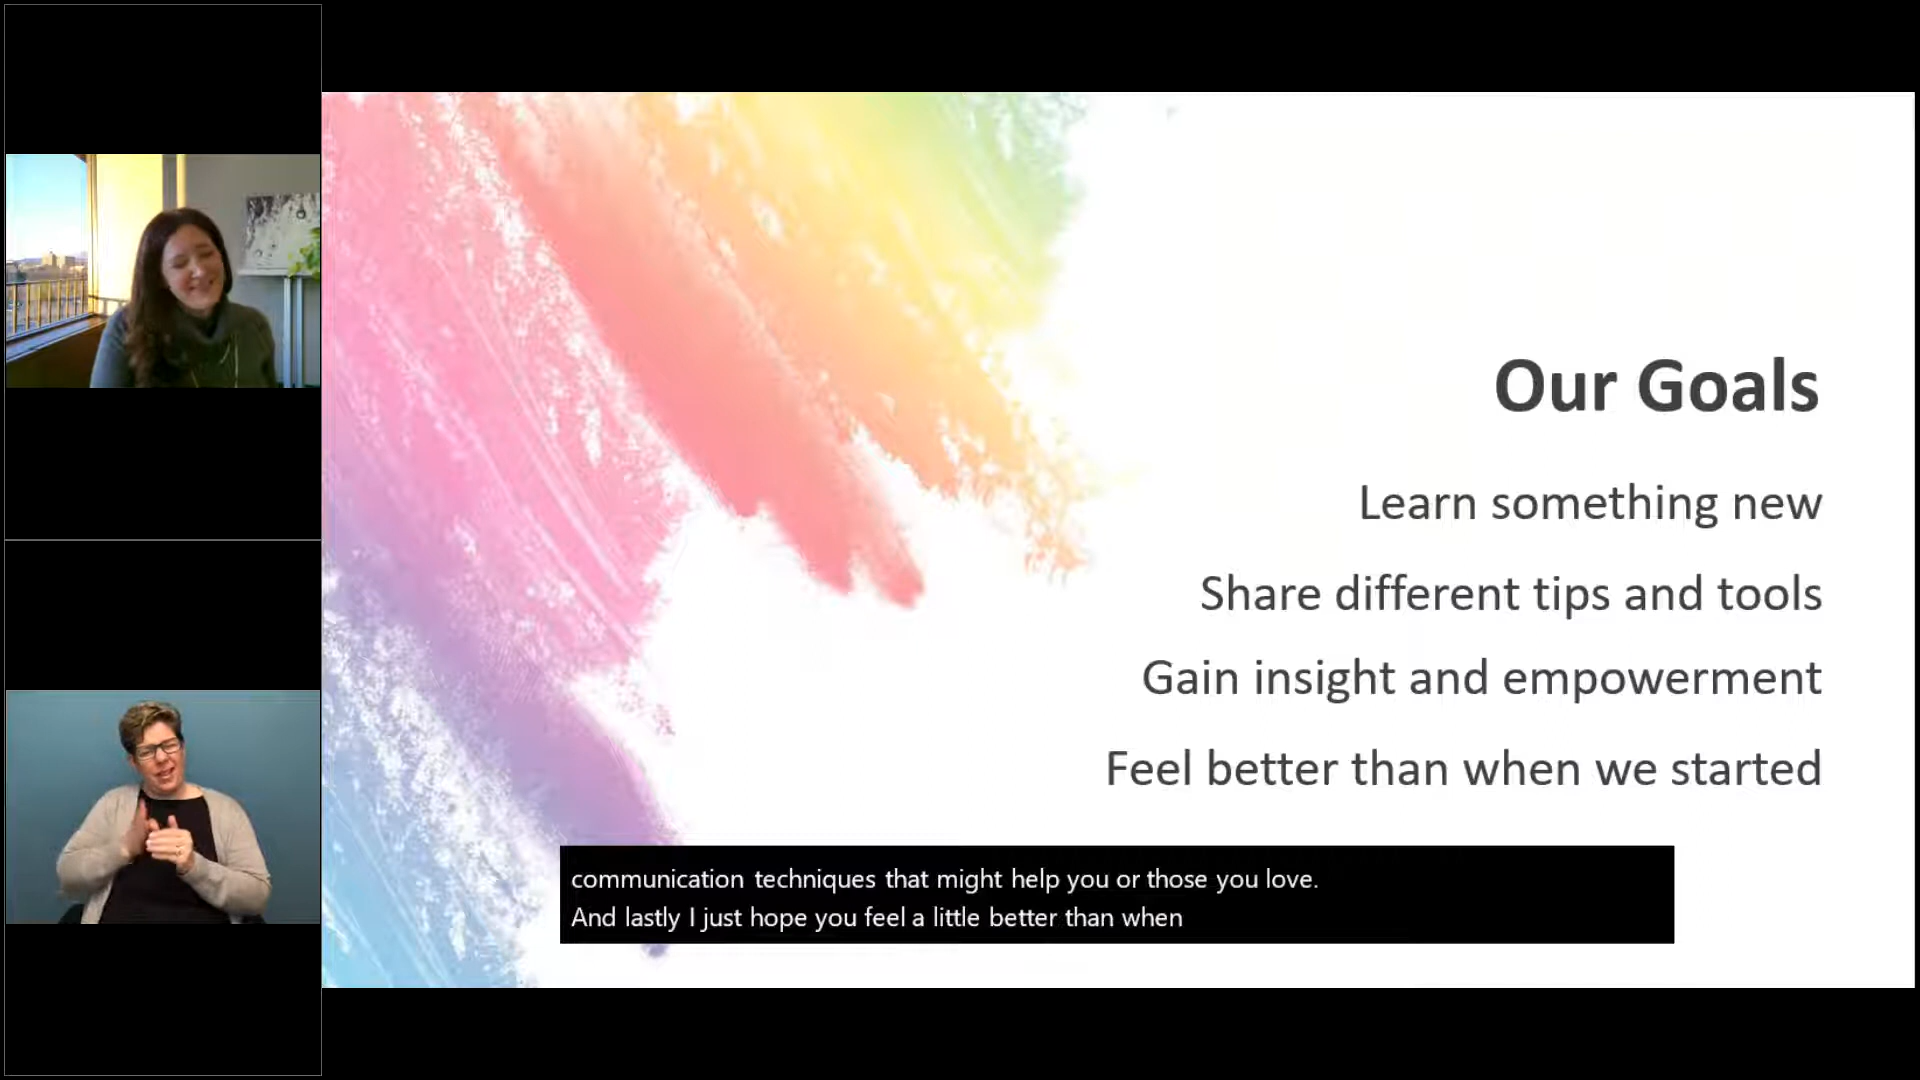 Our Goals
Learn something new
Share different tips and tools
Gain insight and empowerment
Feel better than when we started
communication techniques that might help you or those you love.
And lastly I just hope you feel a little better than when